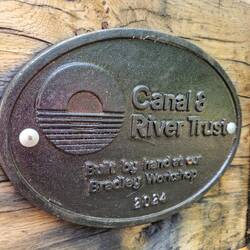 Canal &
River Trust
Built by hand at our
Bradley Workshop
2024